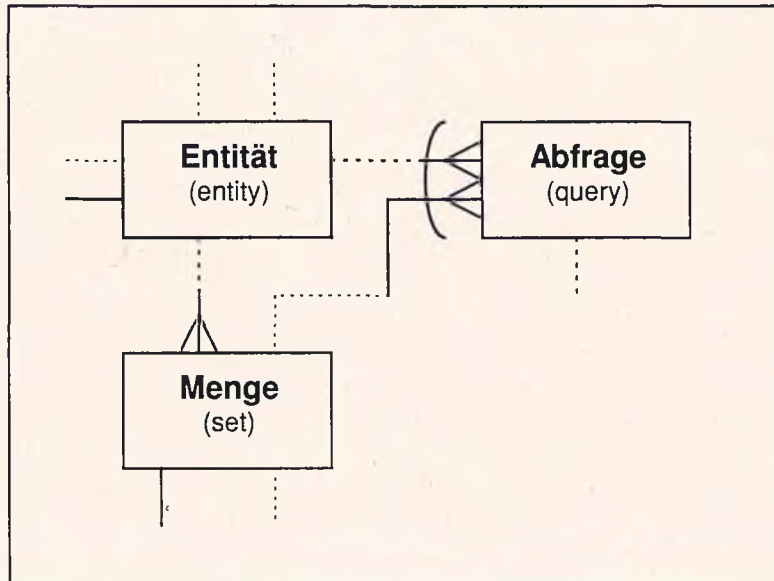 Entität
(entity)
Abfrage
(query)
Menge
(set)